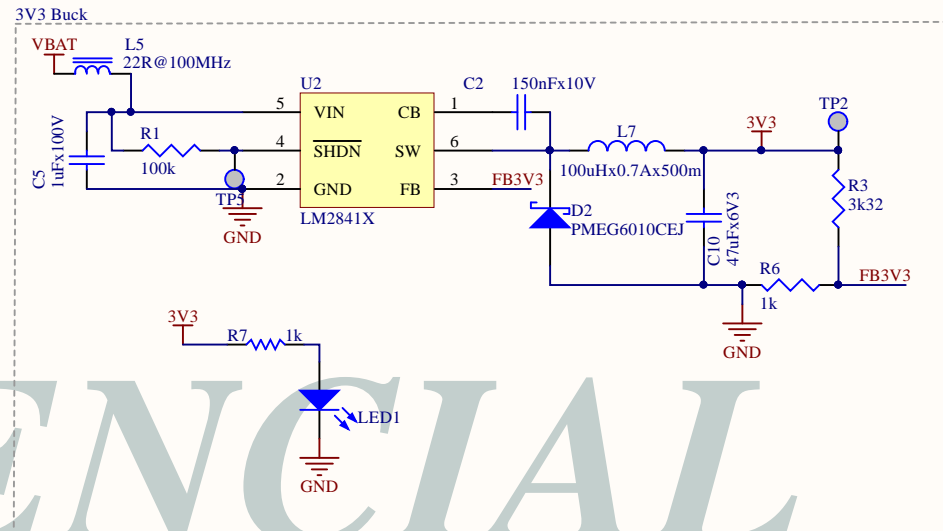 3V3 Buck
VBAT
L5
22R@100MHz
U2
C2
150nFx10V
TP2
5
VIN
CB
1
3V3
R1
100k
4
SHDN
SW
6
L7
100uHx0.7Ax500m
C5
1uFx100V
2
GND
FB
3
FB3V3
R3
3k32
TP5
LM2841X
GND
D2
PMEG6010CEJ
C10
47uFx6V3
R6
1k
FB3V3
GND
3V3
R7
1k
LED1
GND
ENCIAL